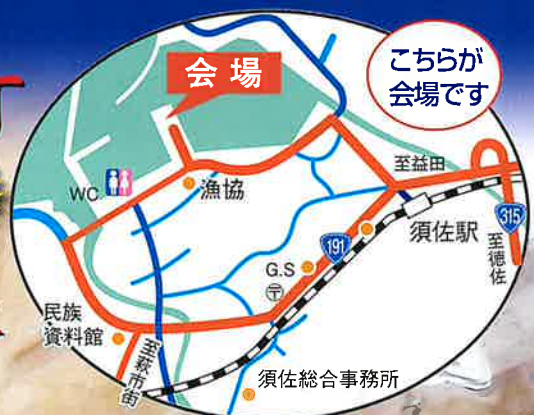 会場
こちらが
会場です
WC
漁協
至益田
須佐駅
315
至徳佐
191
G.S
〒
民族
資料館
至萩市街
須佐総合事務所